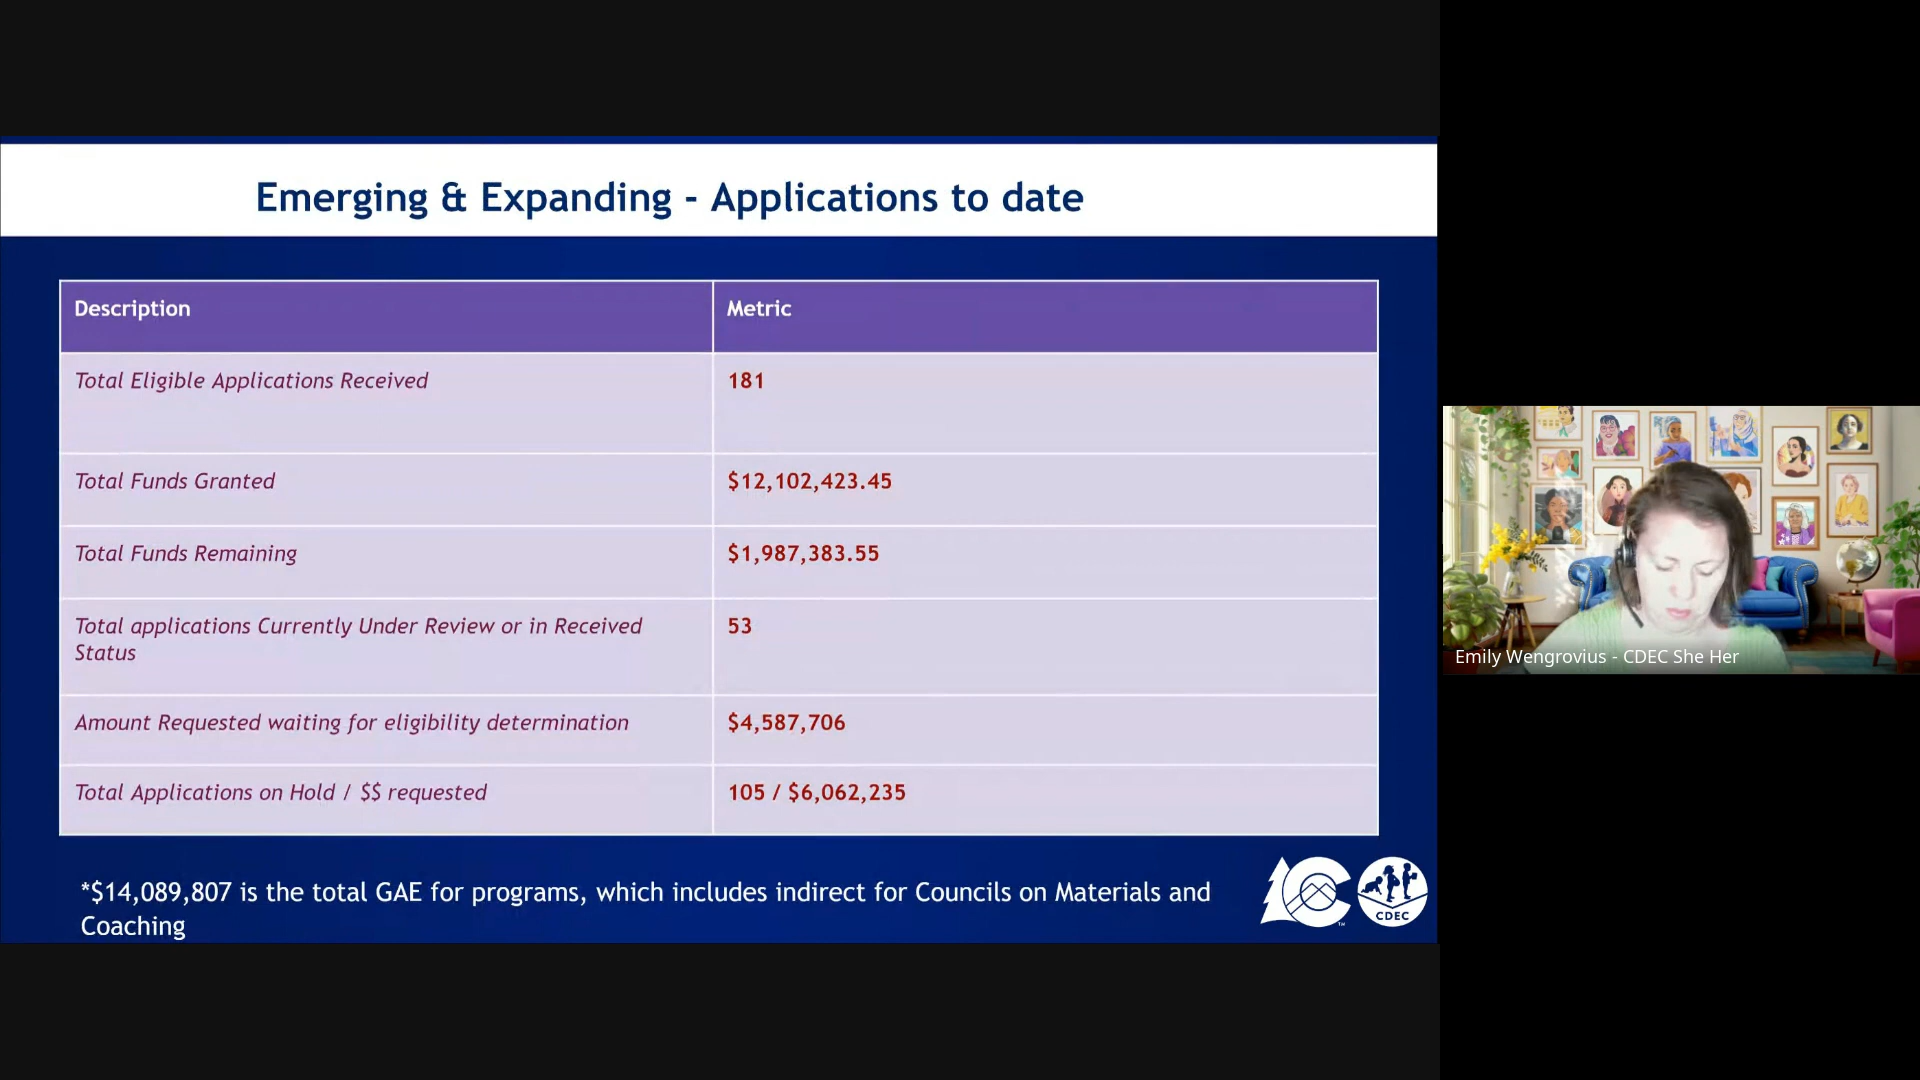 Emerging & Expanding - Applications to date
Description
Metric
Total Eligible Applications Received
181
Total Funds Granted
$12,102,423.45
Total Funds Remaining
$1,987,383.55
Total applications Currently Under Review or in Received
Status
53
Amount Requested waiting for eligibility determination
$4,587,706
Total Applications on Hold / $$ requested
105 / $6,062,235
*$14,089,807 is the total GAE for programs, which includes indirect for Councils on Materials and
Coaching
CDEC
TM
Emily Wengrovius - CDEC She Her